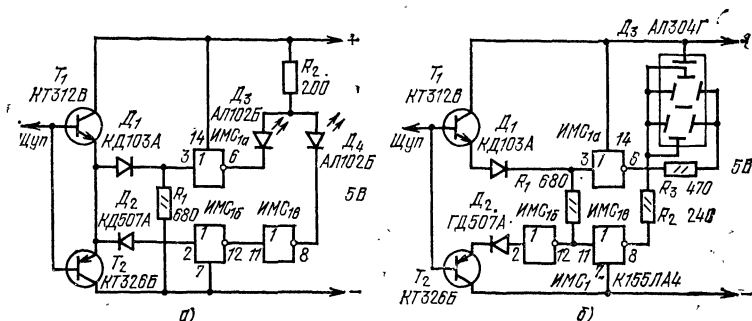 T₁
КТ312В
Щуп
Д₁
КД103А
Д₂
КД507А
T₂
КТ326Б
R₁
680
14
3
1
6
ИМС₁а
Д₃
АЛ102Б
R₂
200
+
Д₄
АЛ102Б
5В
ИМС₁б
ИМС₁в
2
1
12
11
1
8
7
−
а)
T₁
КТ312В
Щуп
Д₁
КД103А
Д₂
ГД507А
T₂
КТ326Б
R₁ 680
ИМС₁а
14
3
1
6
Д₃ АЛ304Г
5В
R₃ 470
R₂ 240
ИМС₁б
ИМС₁в
2
1
12
11
1
8
7
ИМС₁
К155ЛА4
−
б)